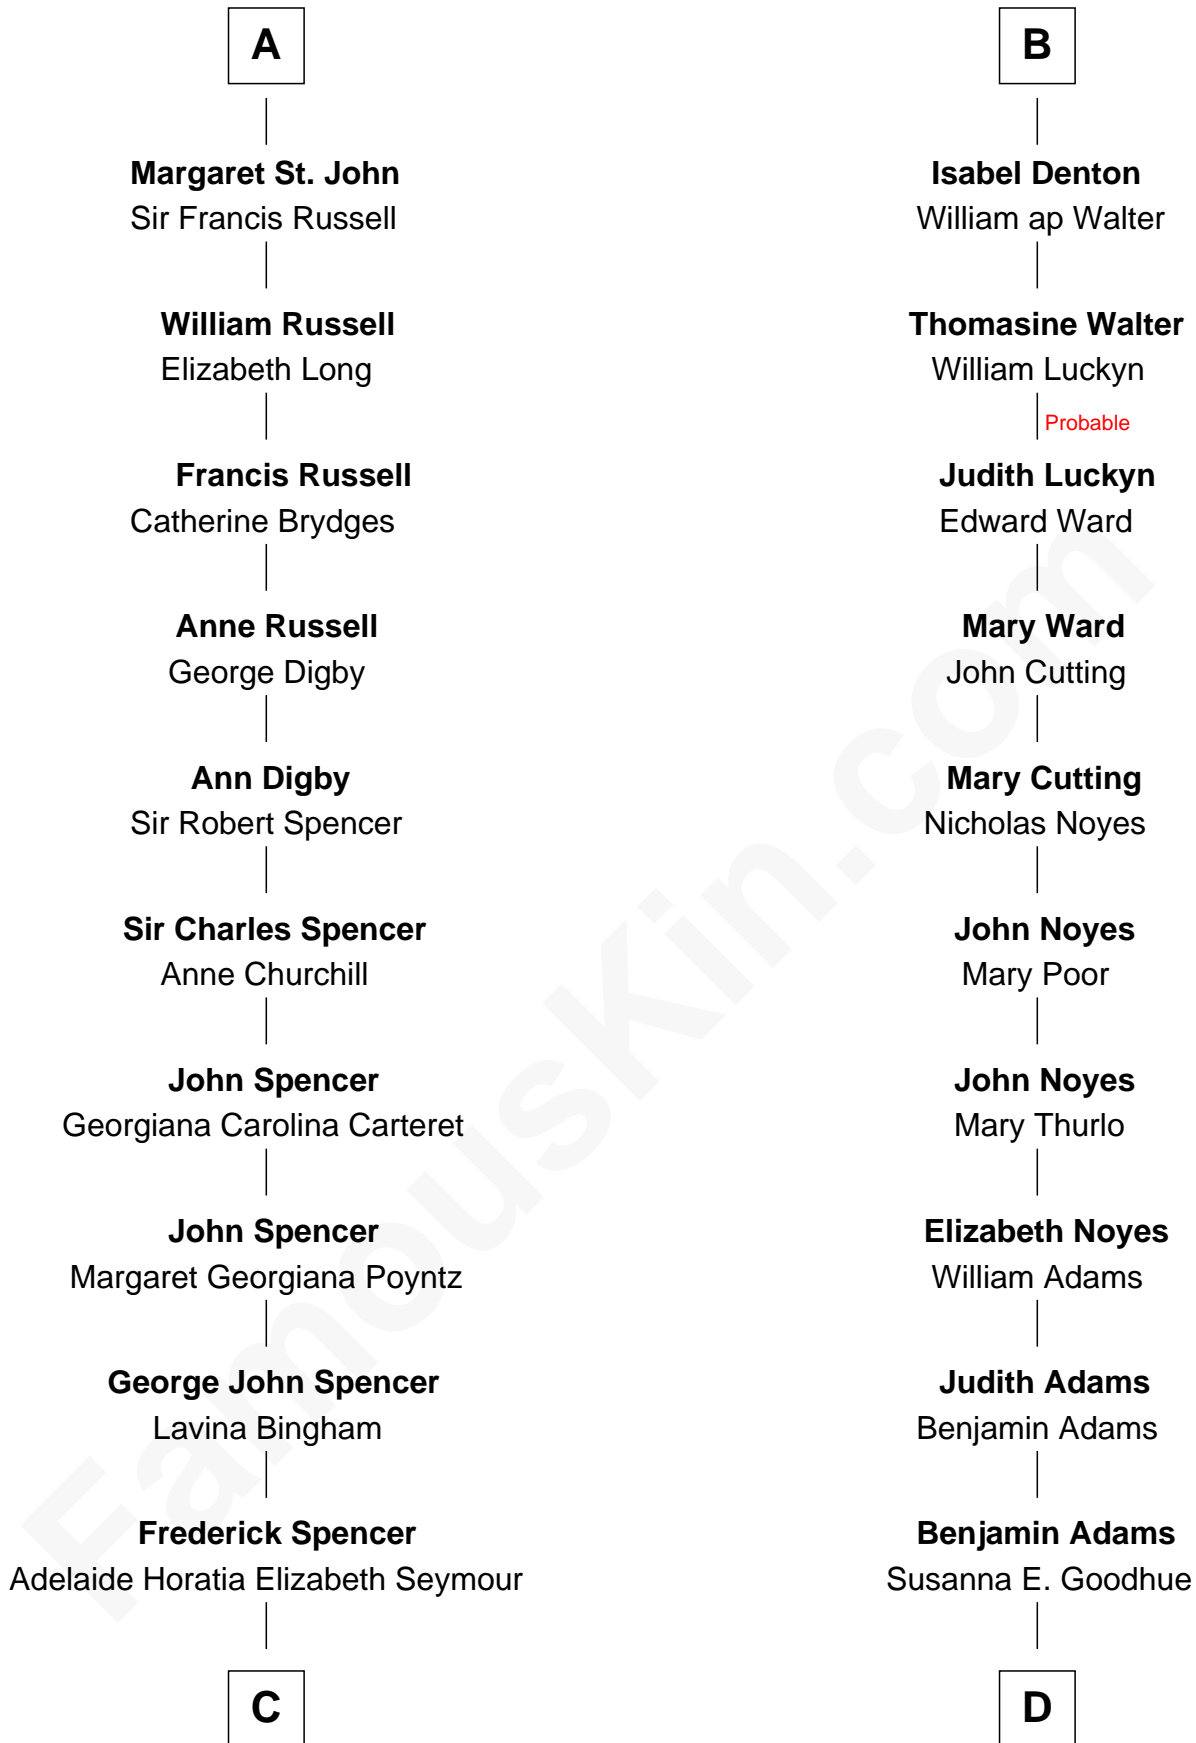 A
Margaret St. John
Sir Francis Russell
William Russell
Elizabeth Long
Francis Russell
Catherine Brydges
Anne Russell
George Digby
Ann Digby
Sir Robert Spencer
Sir Charles Spencer
Anne Churchill
John Spencer
Georgiana Carolina Carteret
John Spencer
Margaret Georgiana Poyntz
George John Spencer
Lavina Bingham
Frederick Spencer
Adelaide Horatia Elizabeth Seymour
C
B
Isabel Denton
William ap Walter
Thomasine Walter
William Luckyn
Probable
Judith Luckyn
Edward Ward
Mary Ward
John Cutting
Mary Cutting
Nicholas Noyes
John Noyes
Mary Poor
John Noyes
Mary Thurlo
Elizabeth Noyes
William Adams
Judith Adams
Benjamin Adams
Benjamin Adams
Susanna E. Goodhue
D
FamousKin.com